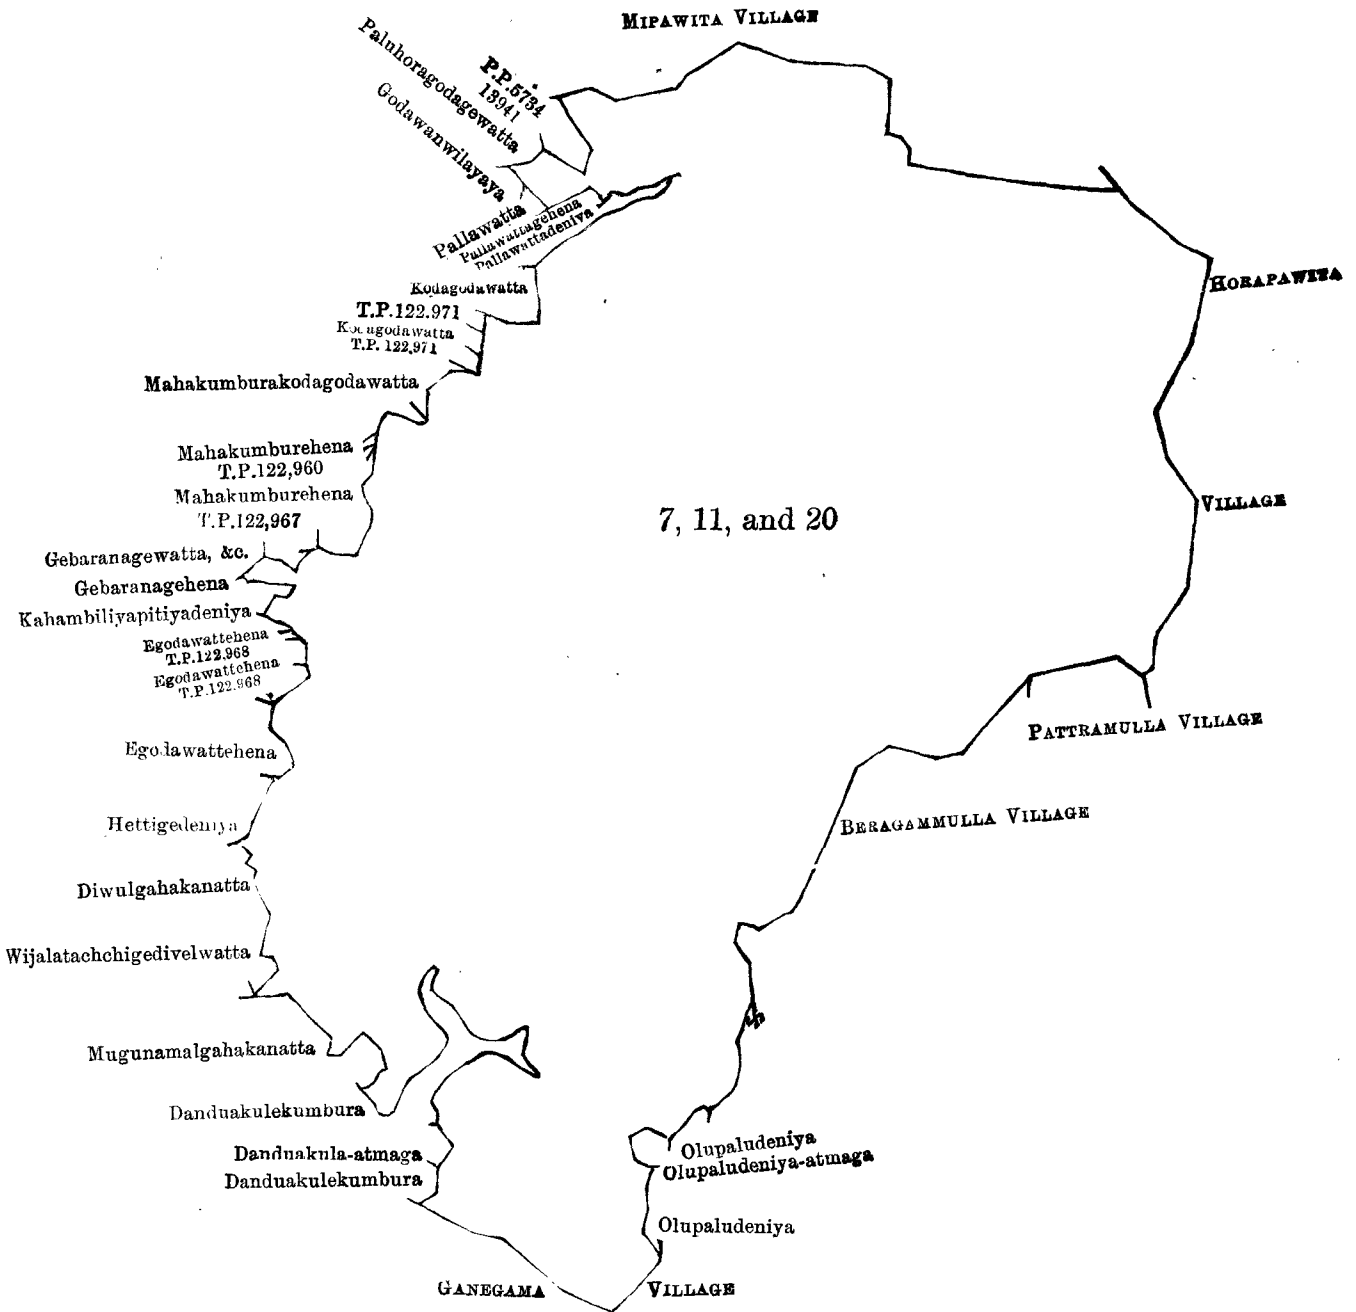 MIPAWITA VILLAGE
Paluhoragodagewatta
P.P.5734
13941
Godawanwilayaya
Pallawatta
Pallawattagehena
Pallawattadeniya
Kodagodawatta
T.P.122.971
Kodagodawatta
T.P. 122,971
HORAPAWITA
Mahakumburakodagodawatta
Mahakumburehena
T.P.122,960
Mahakumburehena
T.P.122,967
7, 11, and 20
VILLAGE
Gebaranagewatta, &c.
Gebaranagehena
Kahambiliyapitiyadeniya
Egodawattehena
T.P.122.968
Egodawattehena
T.P.122.968
PATTRAMULLA VILLAGE
Egodawattehena
Hettigedeniya
BERAGAMMULLA VILLAGE
Diwulgahakanatta
Wijalatachchigedivelwatta
Mugunamalgahakanatta
Danduakulekumbura
Olupaludeniya
Olupaludeniya-atmaga
Danduakula-atmaga
Danduakulekumbura
Olupaludeniya
GANEGAMA VILLAGE